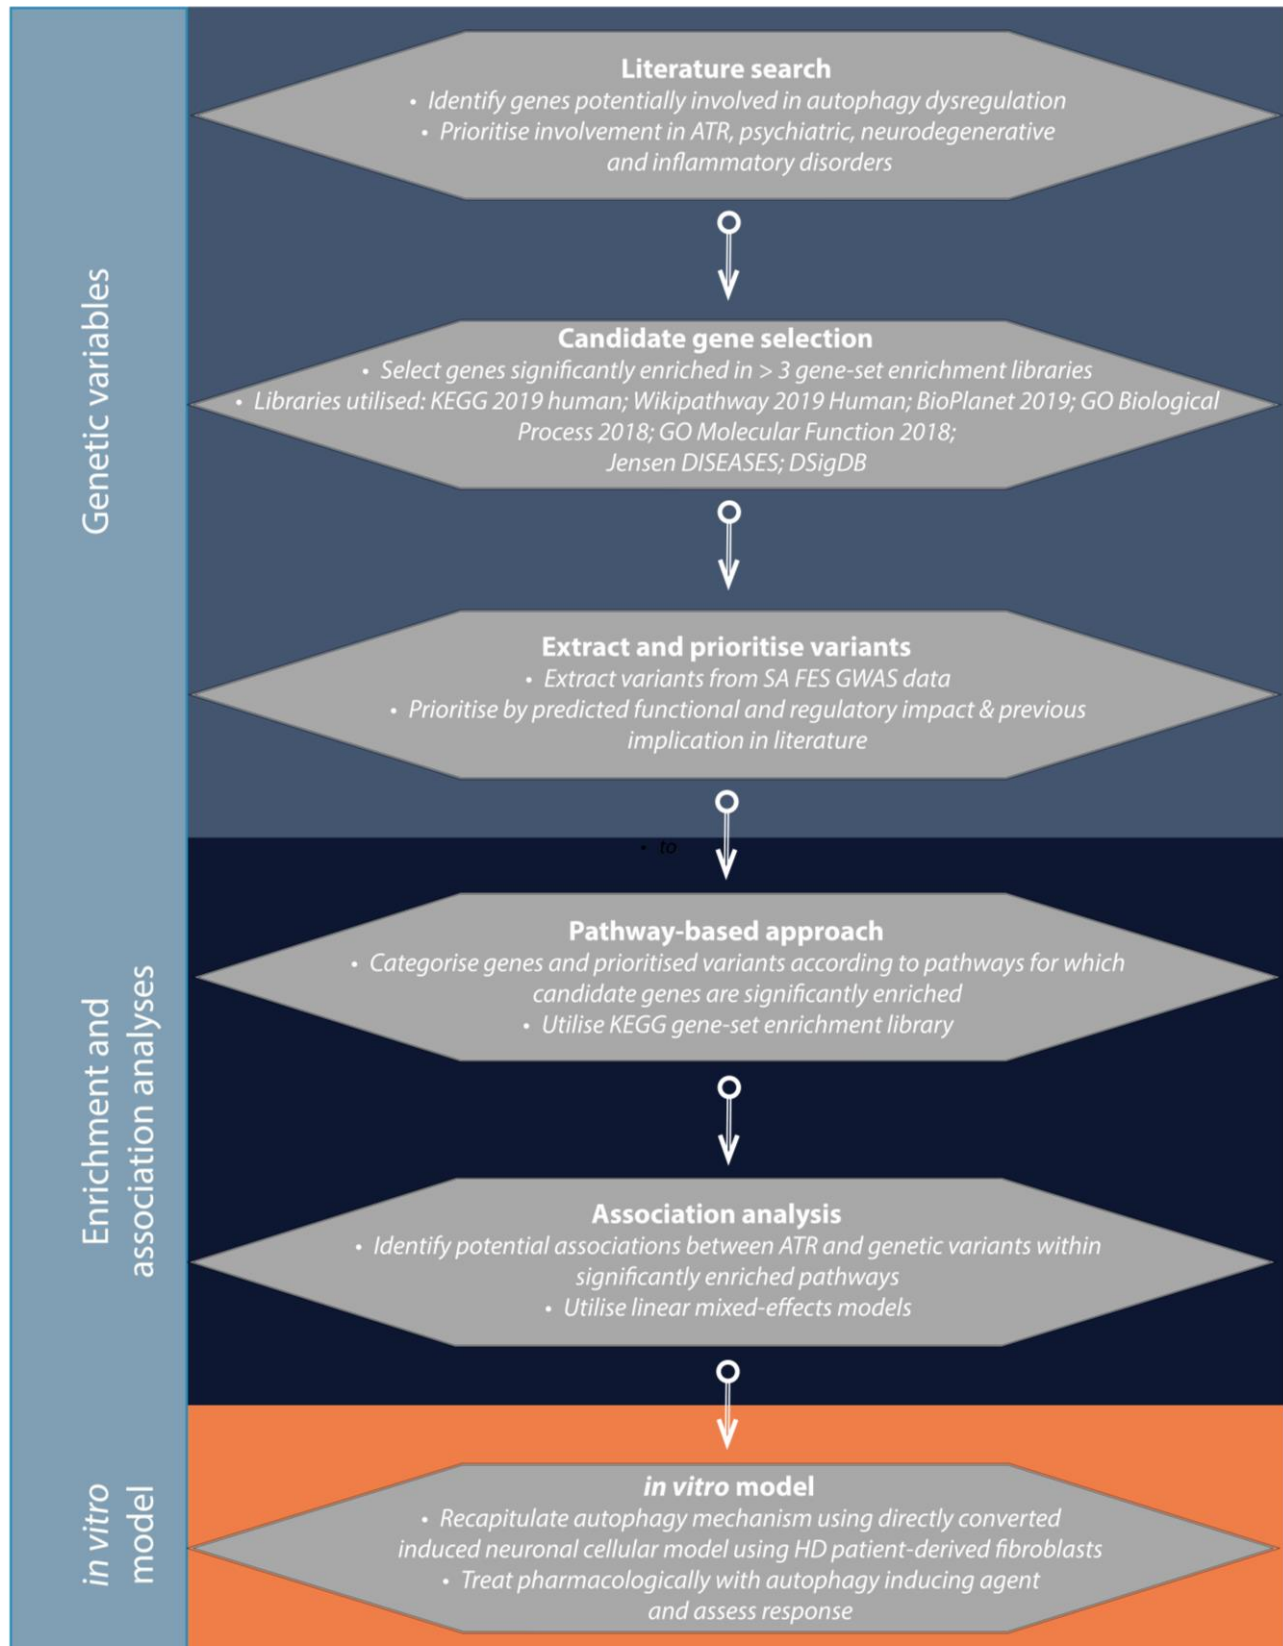 Genetic variables
Literature search
• Identify genes potentially involved in autophagy dysregulation
• Prioritise involvement in ATR, psychiatric, neurodegenerative
and inflammatory disorders
Candidate gene selection
• Select genes significantly enriched in > 3 gene-set enrichment libraries
• Libraries utilised: KEGG 2019 human; Wikipathway 2019 Human; BioPlanet 2019; GO Biological
Process 2018; GO Molecular Function 2018;
Jensen DISEASES; DSigDB
Extract and prioritise variants
• Extract variants from SA FES GWAS data
• Prioritise by predicted functional and regulatory impact & previous
implication in literature
• to
Enrichment and
association analyses
Pathway-based approach
• Categorise genes and prioritised variants according to pathways for which
candidate genes are significantly enriched
• Utilise KEGG gene-set enrichment library
Association analysis
• Identify potential associations between ATR and genetic variants within
significantly enriched pathways
• Utilise linear mixed-effects models
in vitro
model
in vitro model
• Recapitulate autophagy mechanism using directly converted
induced neuronal cellular model using HD patient-derived fibroblasts
• Treat pharmacologically with autophagy inducing agent
and assess response